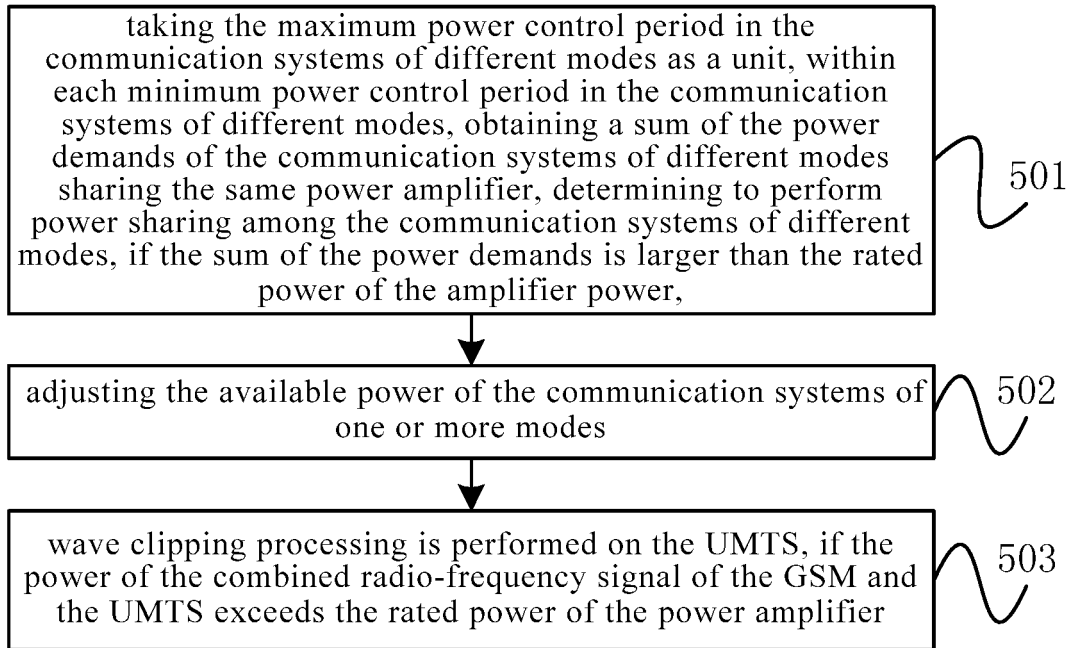 taking the maximum power control period in the
communication systems of different modes as a unit, within
each minimum power control period in the communication
systems of different modes, obtaining a sum of the power
demands of the communication systems of different modes
sharing the same power amplifier, determining to perform
power sharing among the communication systems of different
modes, if the sum of the power demands is larger than the rated
power of the amplifier power,
501
adjusting the available power of the communication systems of
one or more modes
502
wave clipping processing is performed on the UMTS, if the
power of the combined radio-frequency signal of the GSM and
the UMTS exceeds the rated power of the power amplifier
503